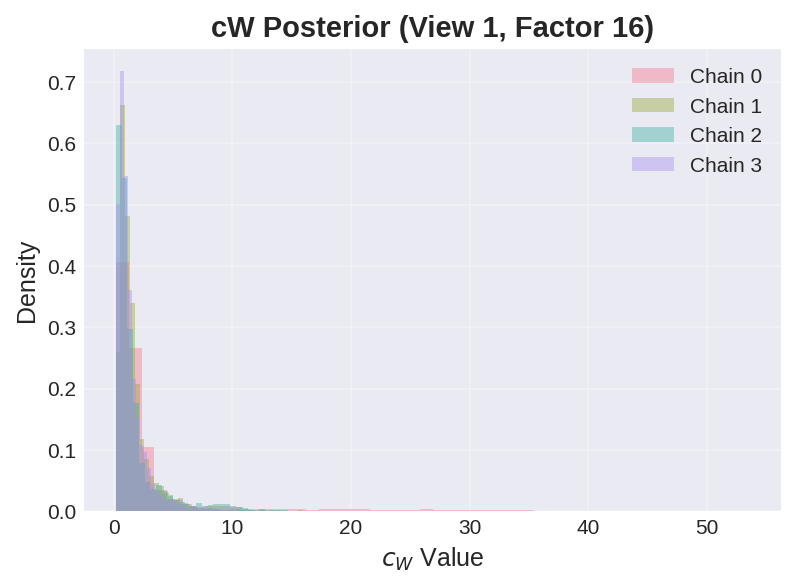 cW Posterior (View 1, Factor 16)
Chain 0
Chain 1
Chain 2
Chain 3
Density
0.7
0.6
0.5
0.4
0.3
0.2
0.1
0.0
0 10 20 30 40 50
c_W Value